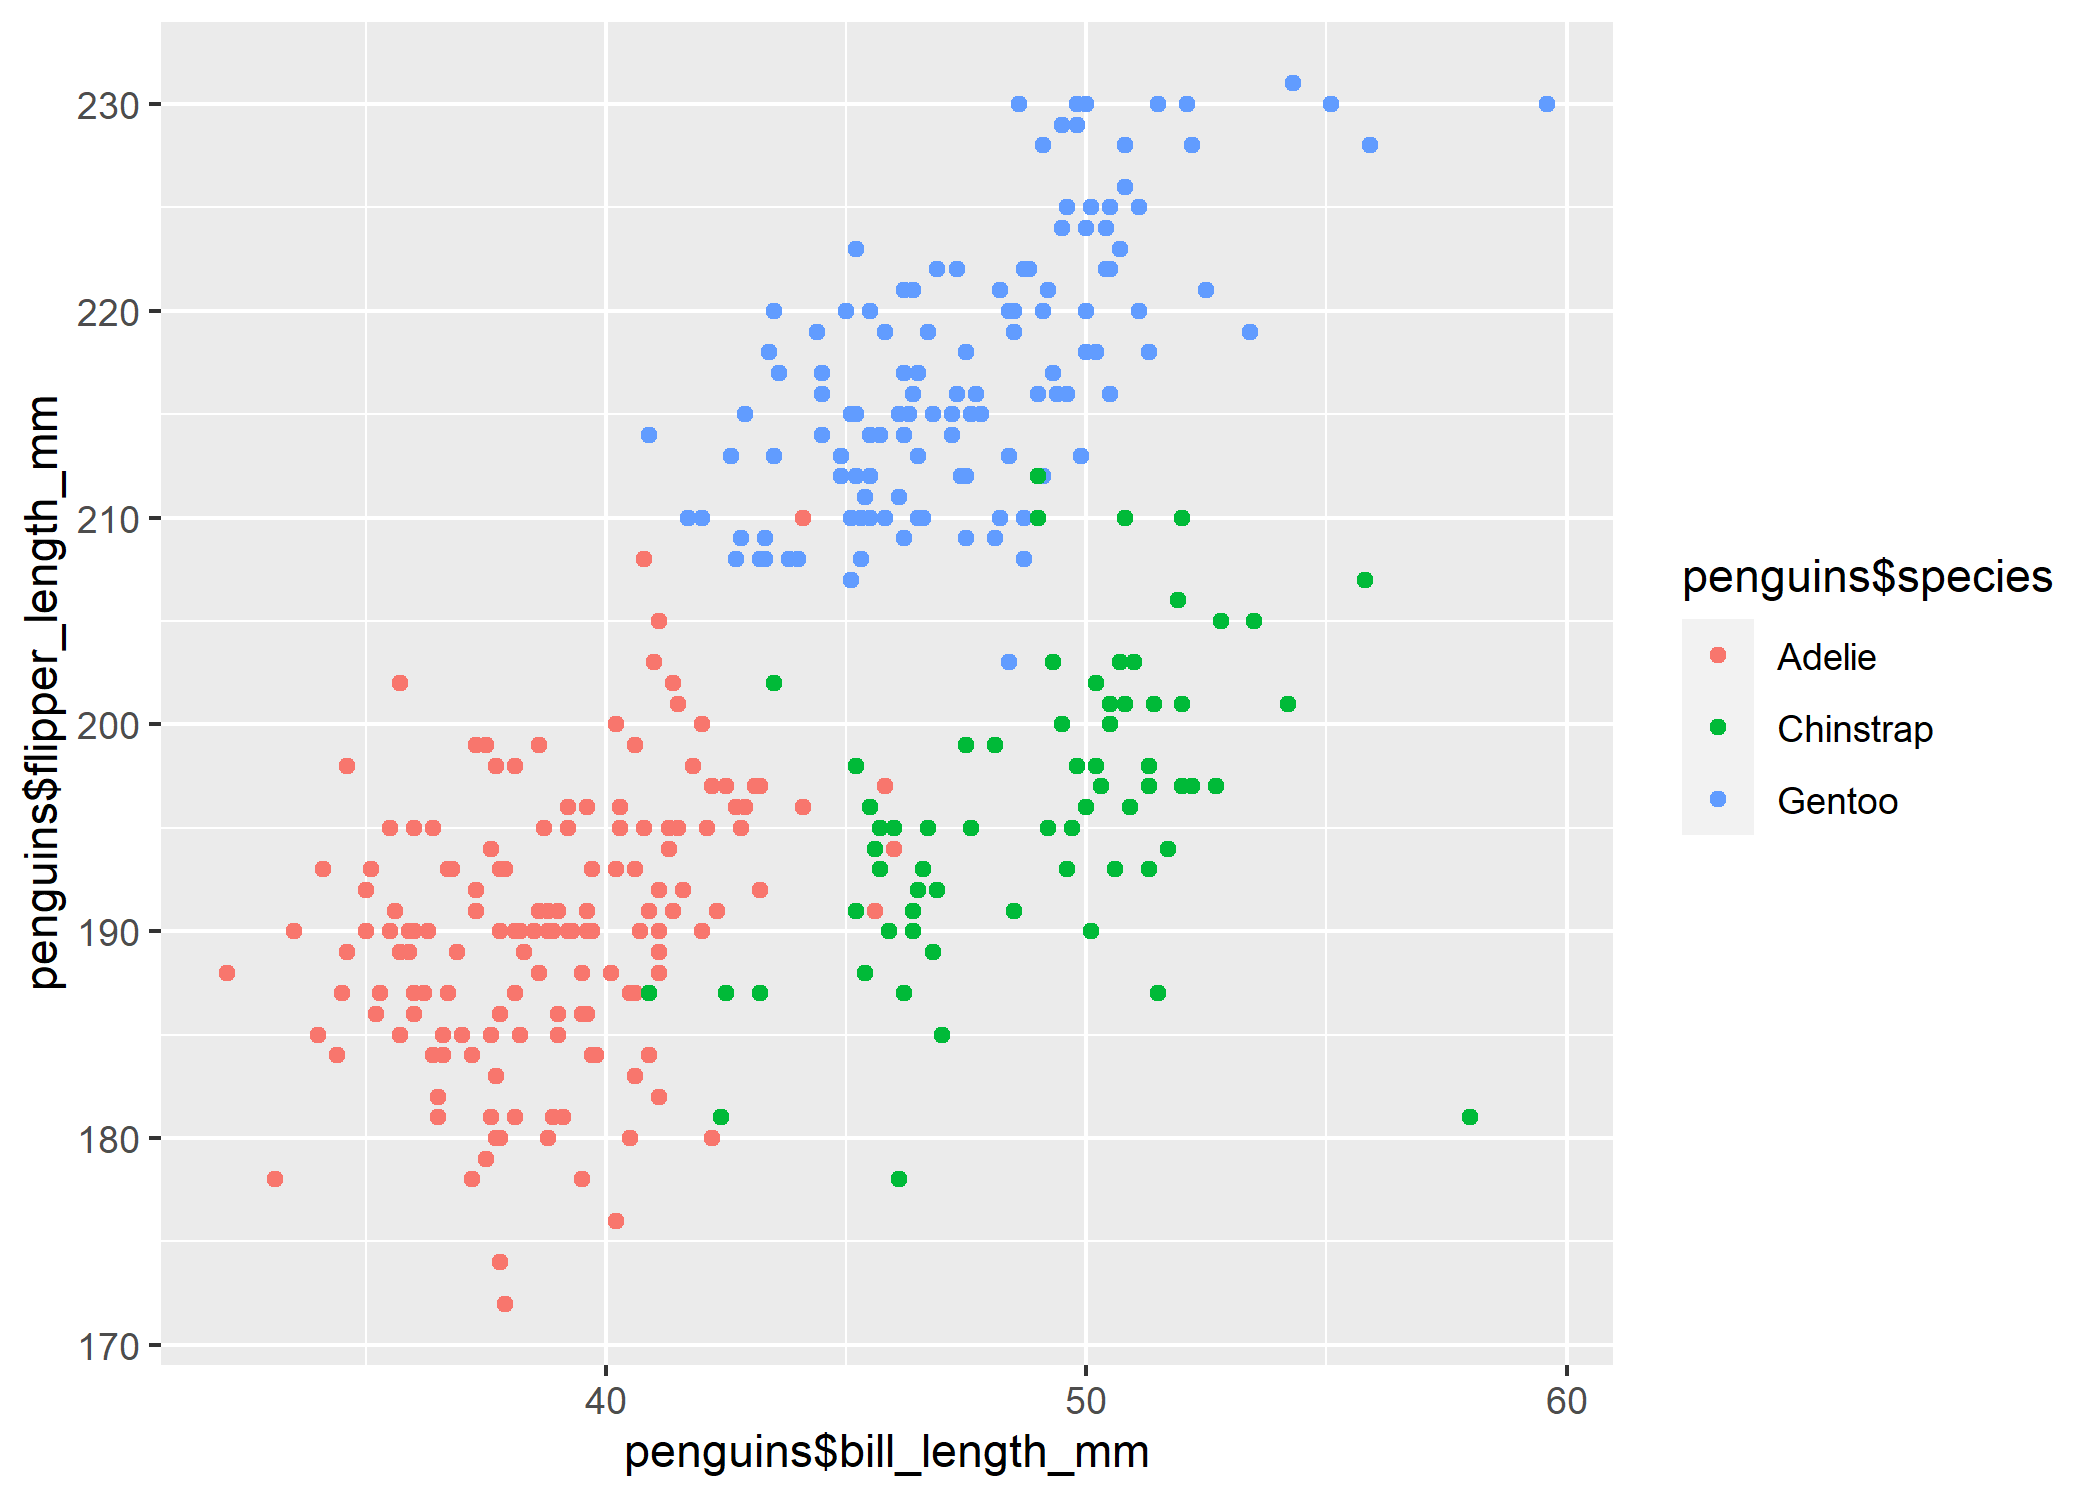 230
220
210
200
190
180
170
penguins$flipper_length_mm
40 50 60
penguins$bill_length_mm
penguins$species
Adelie
Chinstrap
Gentoo